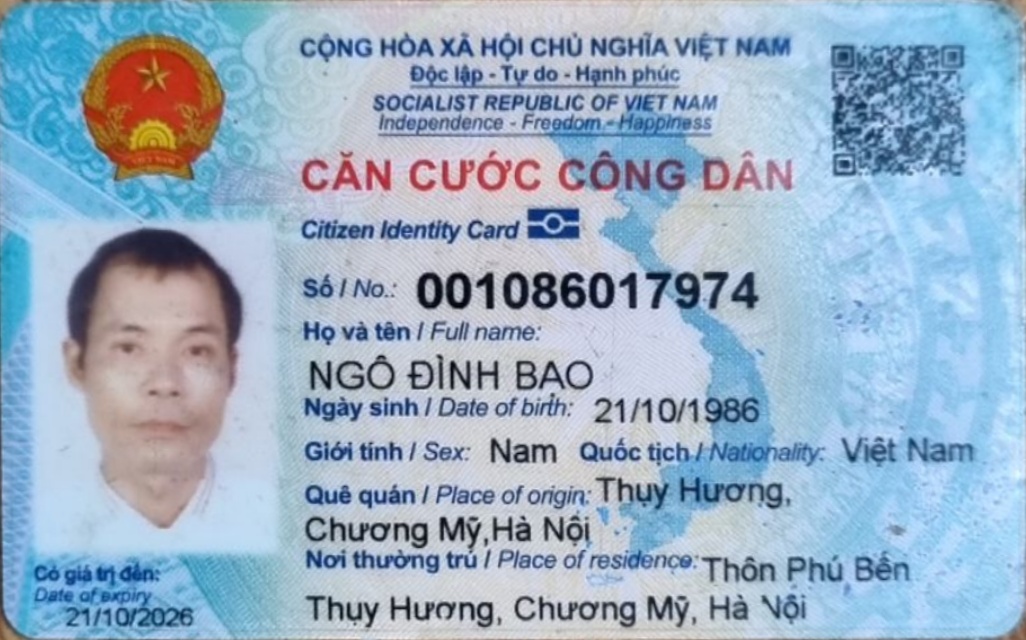 CỘNG HÒA XÃ HỘI CHỦ NGHĨA VIỆT NAM
Độc lập - Tự do - Hạnh phúc
SOCIALIST REPUBLIC OF VIET NAM
Independence - Freedom - Happiness
CĂN CƯỚC CÔNG DÂN
Citizen Identity Card
VIỆT NAM
Số / No.: 001086017974
Họ và tên / Full name:
NGÔ ĐÌNH BẠO
Ngày sinh / Date of birth: 21/10/1986
Giới tính / Sex: Nam Quốc tịch / Nationality: Việt Nam
Quê quán / Place of origin: Thụy Hương,
Chương Mỹ,Hà Nội
Nơi thường trú / Place of residence: Thôn Phú Bến
Thụy Hương, Chương Mỹ, Hà Nội
Có giá trị đến:
Date of expiry
21/10/2026